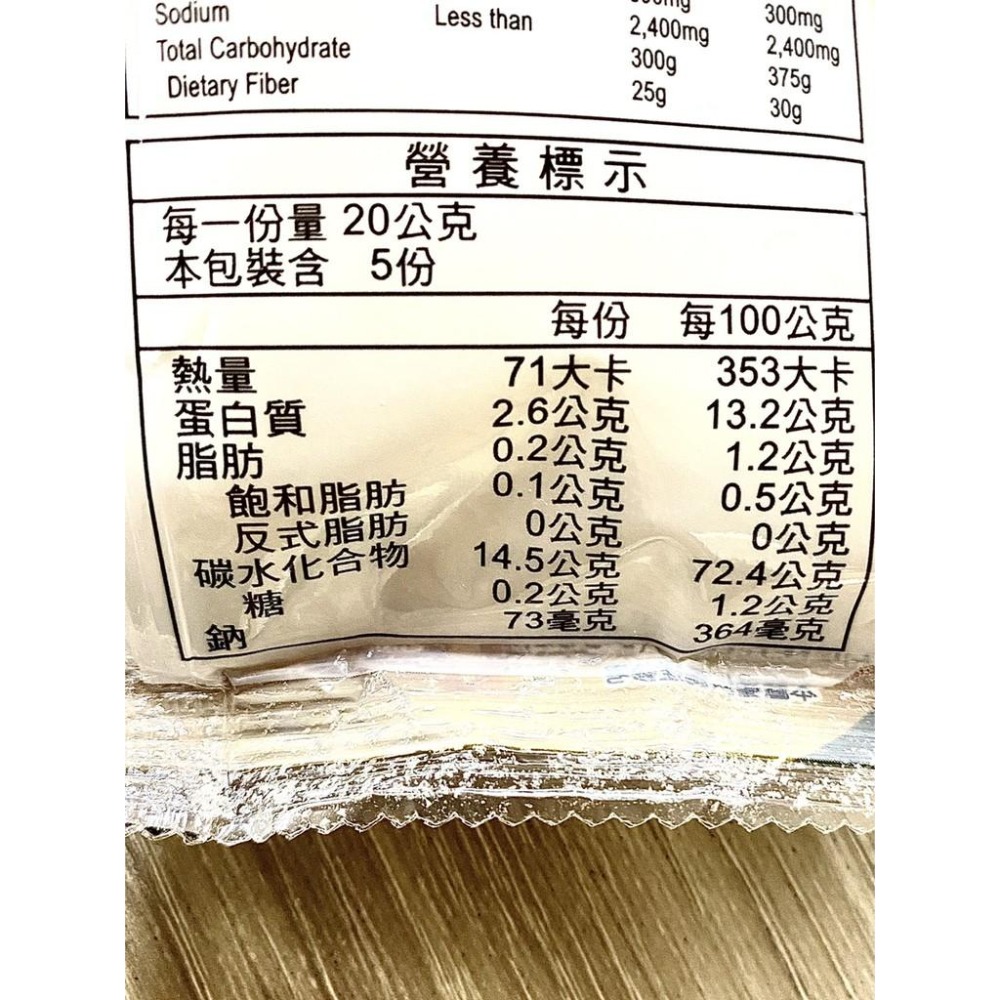 Sodium Less than 2,400mg 2,400mg
Total Carbohydrate 300g 375g
Dietary Fiber 25g 30g
營養標示
每一份量 20公克
本包裝含 5份
每份 每100公克
熱量 71大卡 353大卡
蛋白質 2.6公克 13.2公克
脂肪 0.2公克 1.2公克
飽和脂肪 0.1公克 0.5公克
反式脂肪 0公克 0公克
碳水化合物 14.5公克 72.4公克
糖 0.2公克 1.2公克
鈉 73毫克 364毫克